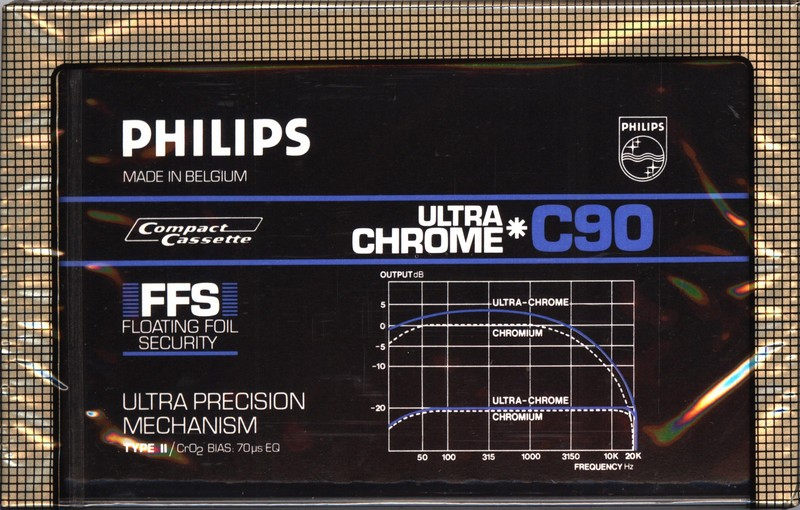 PHILIPS
MADE IN BELGIUM
PHILIPS
Compact
Cassette
ULTRA
CHROME * C90
FFS
FLOATING FOIL
SECURITY
ULTRA PRECISION
MECHANISM
TYPE II / CrO2 BIAS: 70µs EQ
OUTPUT dB
5
0
-5
-10
-20
ULTRA-CHROME
CHROMIUM
ULTRA-CHROME
CHROMIUM
50 100 315 1000 3150 10K 20K
FREQUENCY Hz